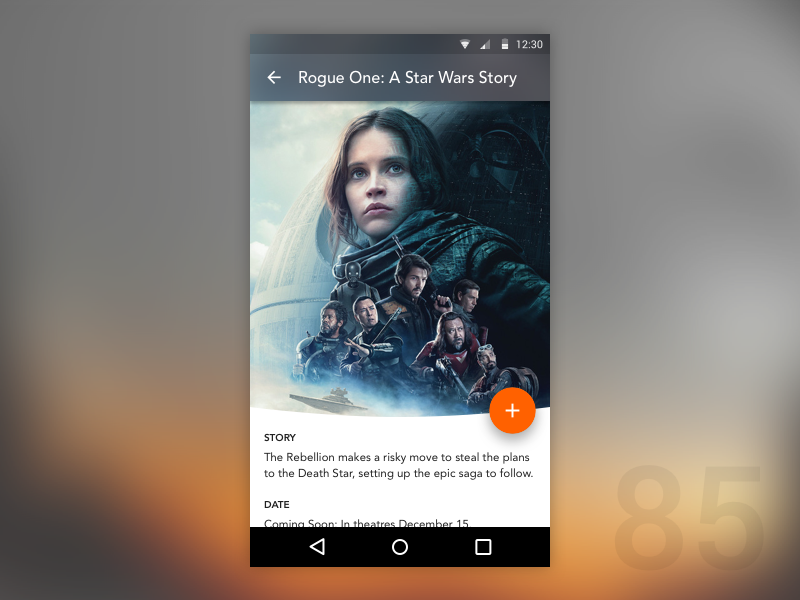 12:30
Rogue One: A Star Wars Story
STORY
The Rebellion makes a risky move to steal the plans
to the Death Star, setting up the epic saga to follow.
DATE
Coming Soon: In theatres December 15
85